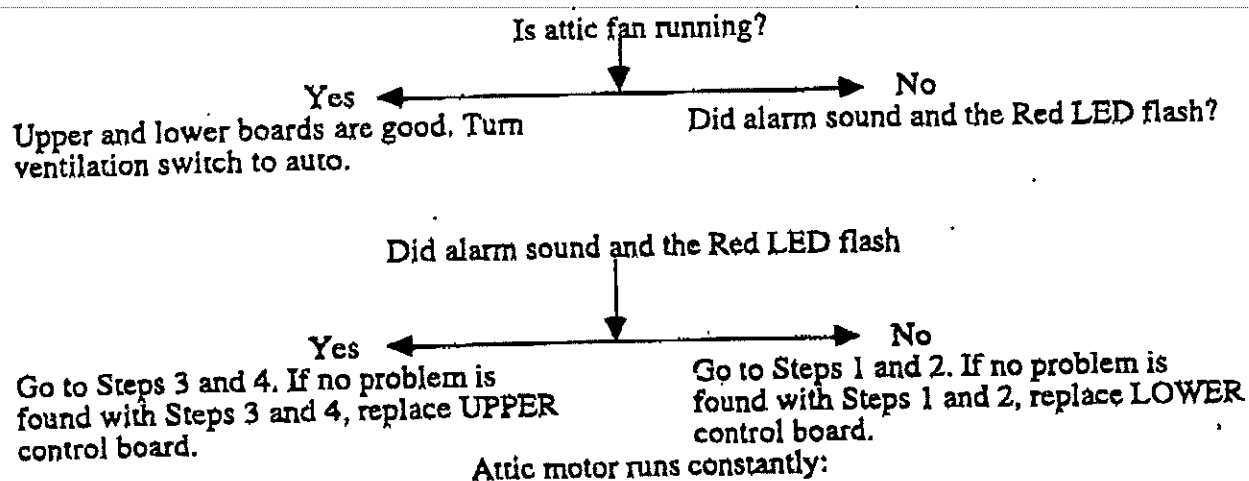 Is attic fan running?
Yes
No
Upper and lower boards are good, Turn
ventilation switch to auto.
Did alarm sound and the Red LED flash?
Did alarm sound and the Red LED flash
Yes
No
Go to Steps 3 and 4. If no problem is
found with Steps 3 and 4, replace UPPER
control board.
Go to Steps 1 and 2. If no problem is
found with Steps 1 and 2, replace LOWER
control board.
Attic motor runs constantly: